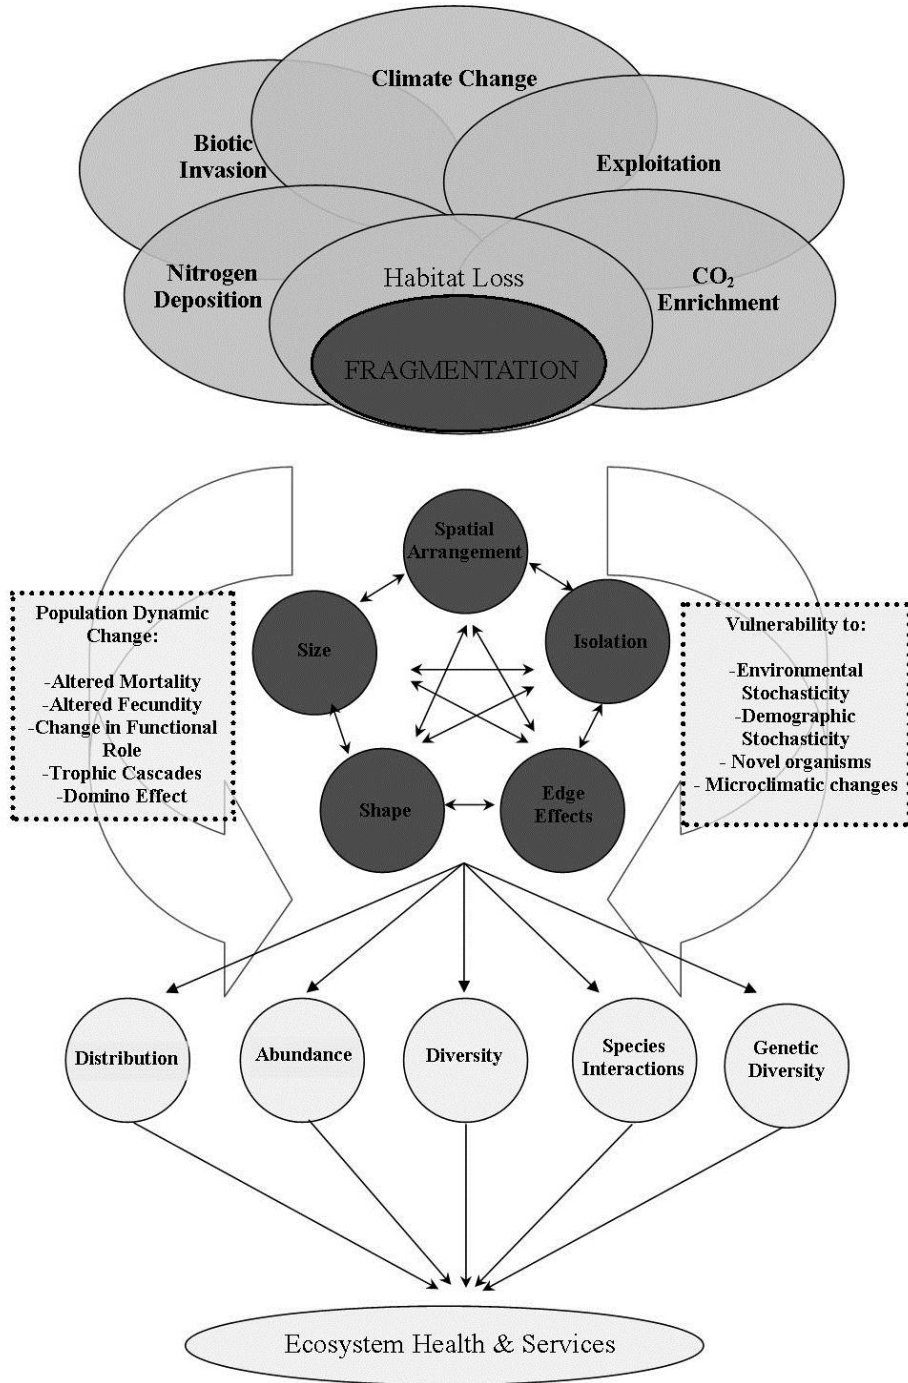 Climate Change
Biotic
Invasion
Exploitation
Nitrogen
Deposition
Habitat Loss
CO₂
Enrichment
FRAGMENTATION
Spatial
Arrangement
Population Dynamic
Change:
-Altered Mortality
-Altered Fecundity
-Change in Functional
Role
-Trophic Cascades
-Domino Effect
Size
Isolation
Vulnerability to:
-Environmental
Stochasticity
-Demographic
Stochasticity
- Novel organisms
- Microclimatic changes
Shape
Edge
Effects
Distribution
Abundance
Diversity
Species
Interactions
Genetic
Diversity
Ecosystem Health & Services